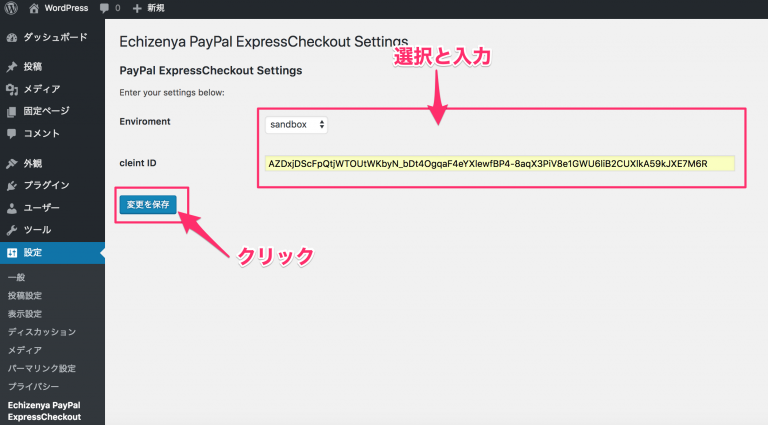 WordPress 0 新規
ダッシュボード
投稿
メディア
固定ページ
コメント
外観
プラグイン
ユーザー
ツール
設定
一般
投稿設定
表示設定
ディスカッション
メディア
パーマリンク設定
プライバシー
Echizenya PayPal
ExpressCheckout
Echizenya PayPal ExpressCheckout Settings
選択と入力
PayPal ExpressCheckout Settings
Enter your settings below:
Enviroment
sandbox
cleint ID
AZDxjDScFpQtjWTOUtWKbyN_bDt4OgqaF4eYXlewfBP4-8aqX3PiV8e1GWU6liB2CUXlkA59kJXE7M6R
変更を保存
クリック